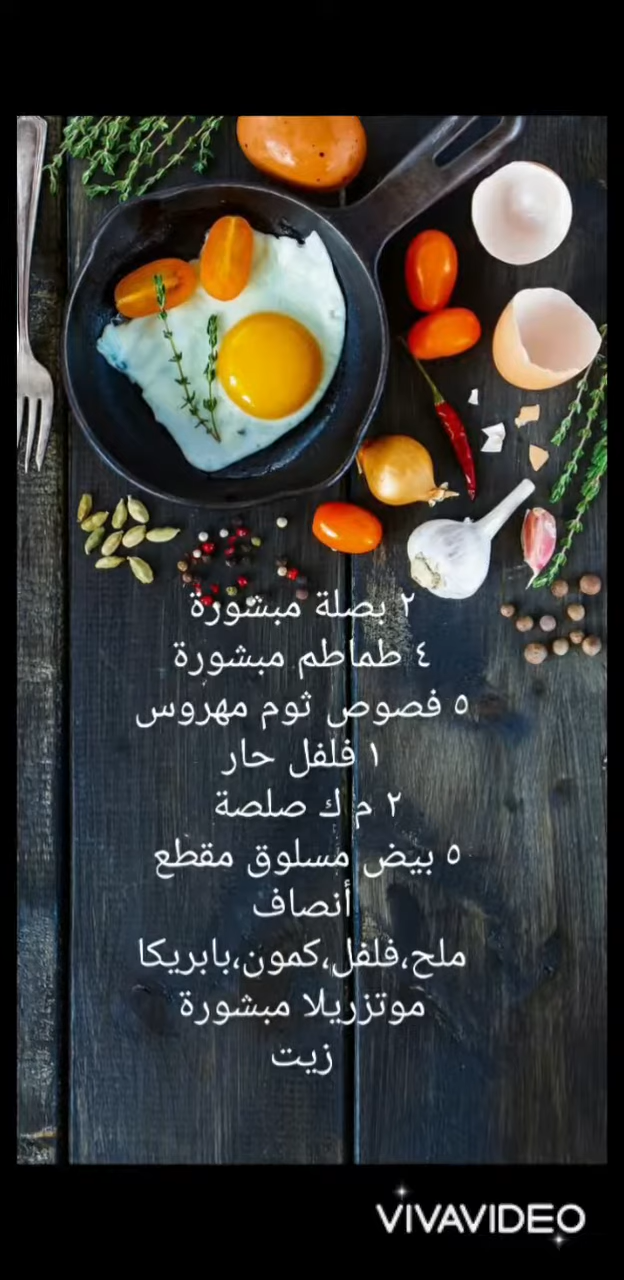 ٢ بصلة مبشورة
٤ طماطم مبشورة
٥ فصوص ثوم مهروس
١ فلفل حار
٢ م ك صلصة
٥ بيض مسلوق مقطع
أنصاف
ملح،فلفل،كمون،بابريكا
موتزريلا مبشورة
زيت
VIVAVIDEO